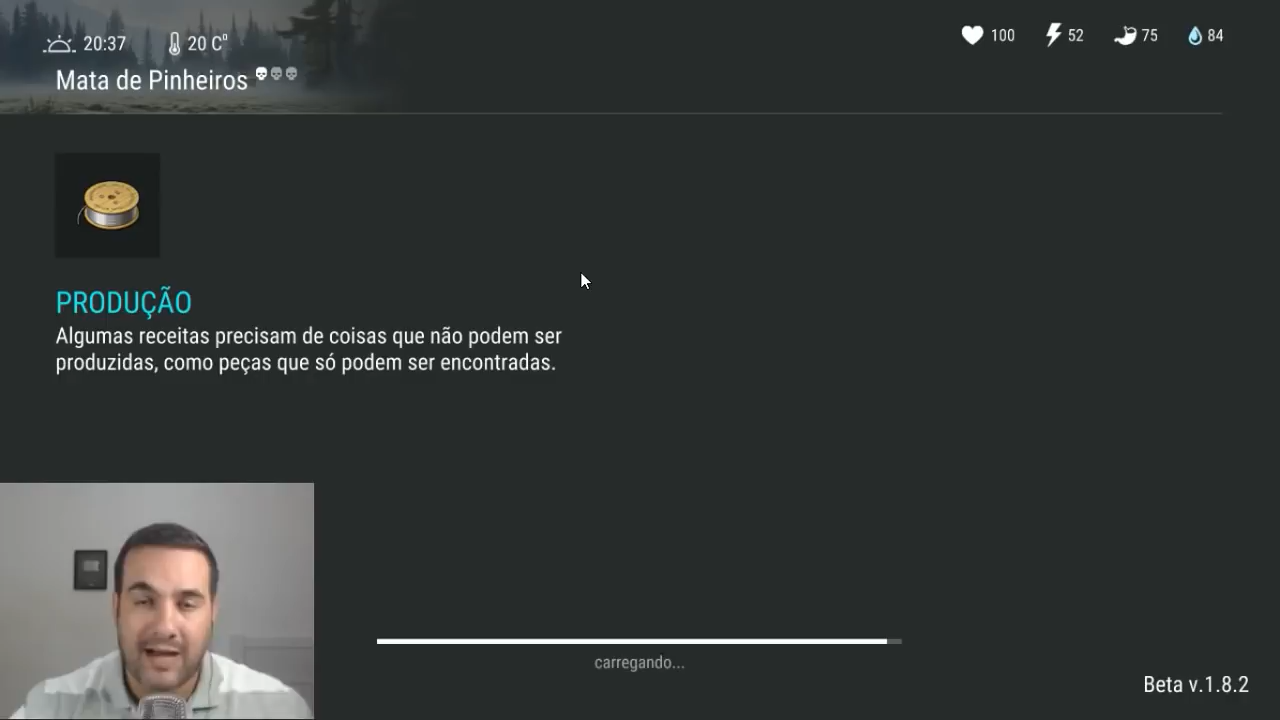 20:37 20 C° 100 52 75 84
Mata de Pinheiros
PRODUÇÃO
Algumas receitas precisam de coisas que não podem ser
produzidas, como peças que só podem ser encontradas.
carregando...
Beta v.1.8.2